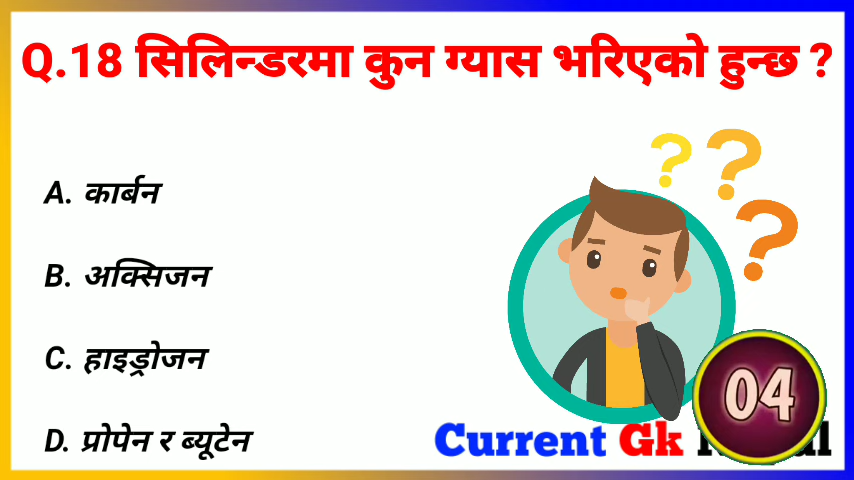 Q.18 सिलिन्डरमा कुन ग्यास भरिएको हुन्छ ?
A. कार्बन
B. अक्सिजन
C. हाइड्रोजन
D. प्रोपेन र ब्यूटेन
04
Current Gk